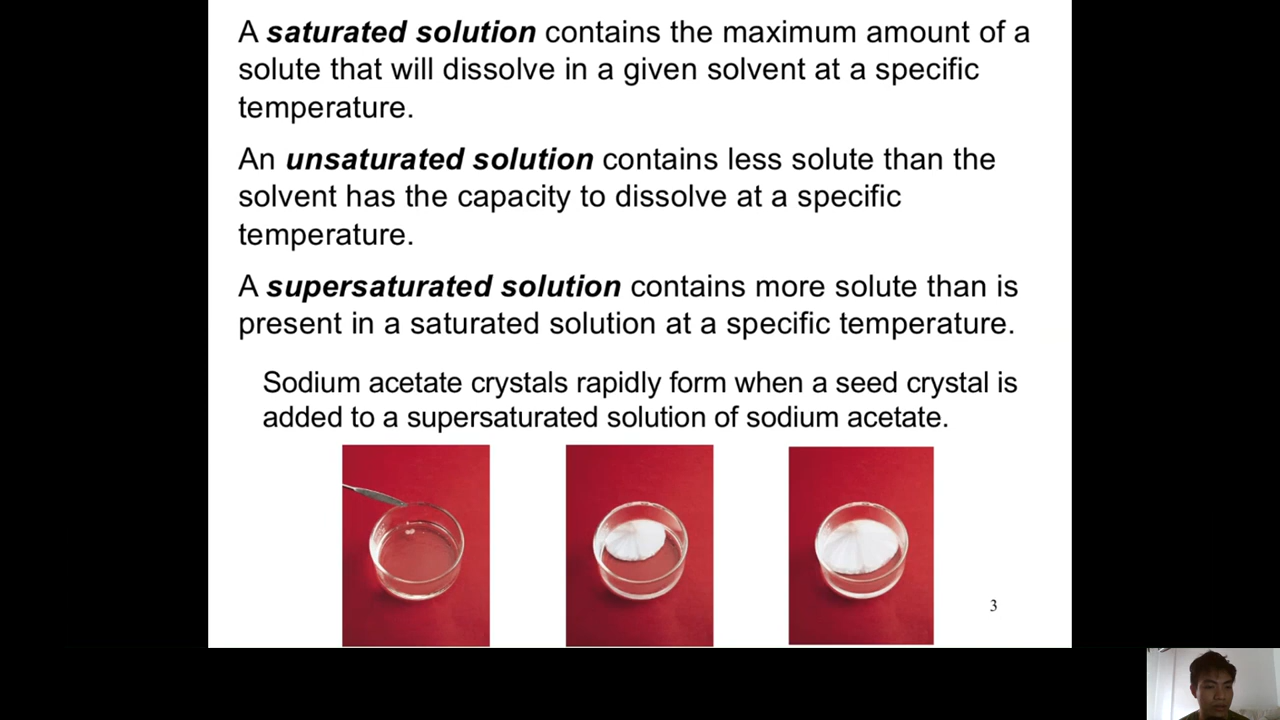 A saturated solution contains the maximum amount of a
solute that will dissolve in a given solvent at a specific
temperature.
An unsaturated solution contains less solute than the
solvent has the capacity to dissolve at a specific
temperature.
A supersaturated solution contains more solute than is
present in a saturated solution at a specific temperature.
Sodium acetate crystals rapidly form when a seed crystal is
added to a supersaturated solution of sodium acetate.
3